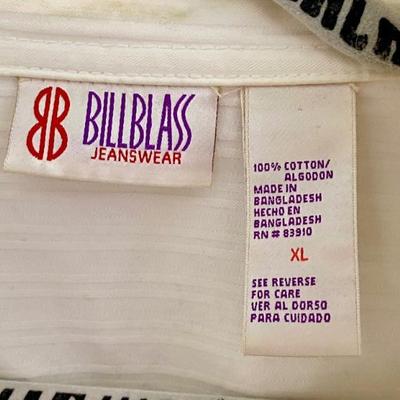 BB BILLBLASS
JEANSWEAR
100% COTTON/
ALGODON
MADE IN
BANGLADESH
HECHO EN
BANGLADESH
RN # 83910
XL
SEE REVERSE
FOR CARE
VER AL DORSO
PARA CUIDADO